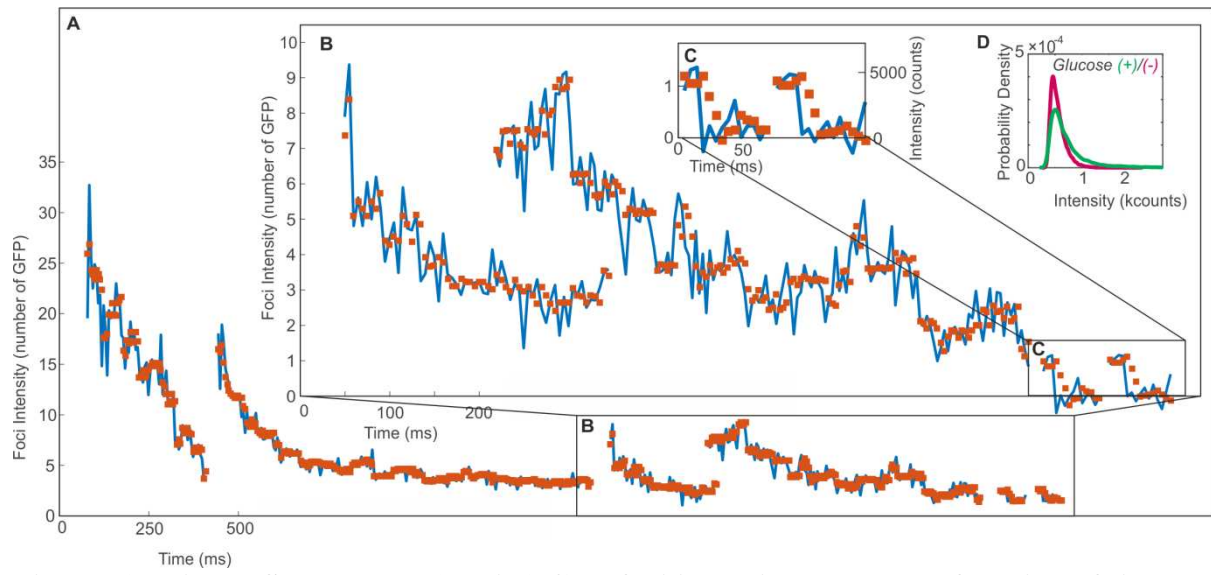 A
Foci Intensity (number of GFP)
35
30
25
20
15
10
5
0
0
250
500
Time (ms)
B
Foci Intensity (number of GFP)
10
9
8
7
6
5
4
3
2
1
0
0
100
200
Time (ms)
C
1
0
0
50
Time (ms)
5000
0
Intensity (counts)
D
5 ×10⁻⁴
0
Probability Density
Glucose (+)/(-)
0
1
2
Intensity (kcounts)
C
B